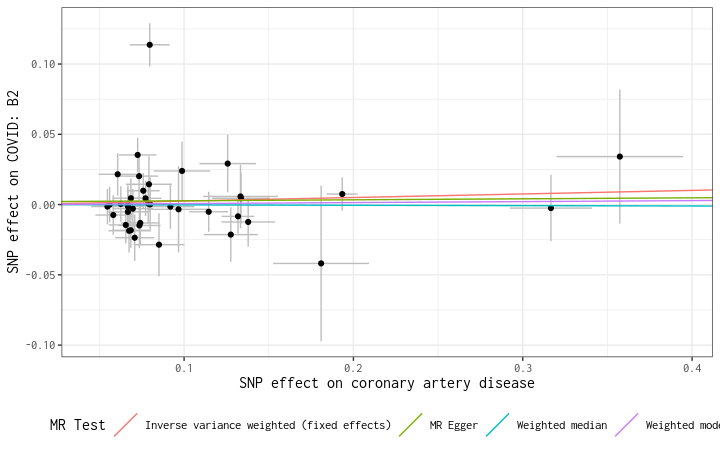 SNP effect on COVID: B2
0.10
0.05
0.00
-0.05
-0.10
0.1
0.2
0.3
0.4
SNP effect on coronary artery disease
MR Test
Inverse variance weighted (fixed effects)
MR Egger
Weighted median
Weighted mode